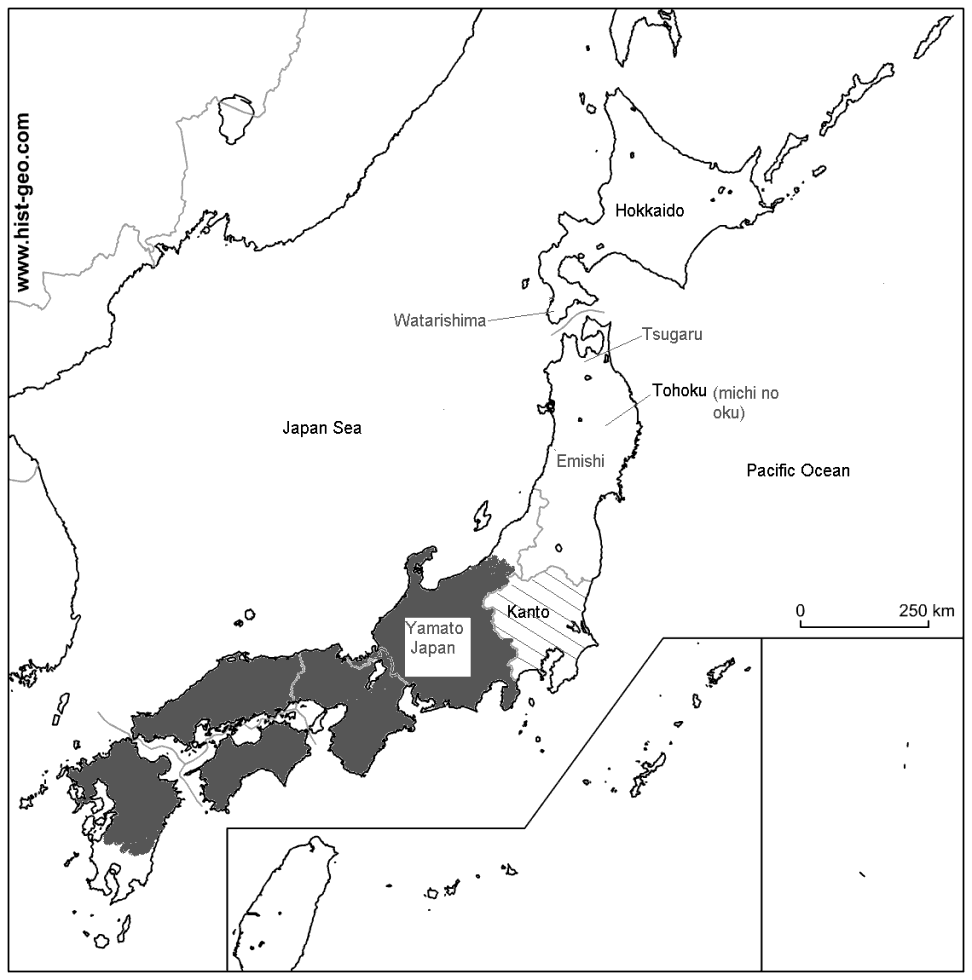 www.hist-geo.com
Hokkaido
Watarishima
Tsugaru
Tohoku (michi no
oku)
Japan Sea
Emishi
Pacific Ocean
Kanto
0 250 km
Yamato
Japan